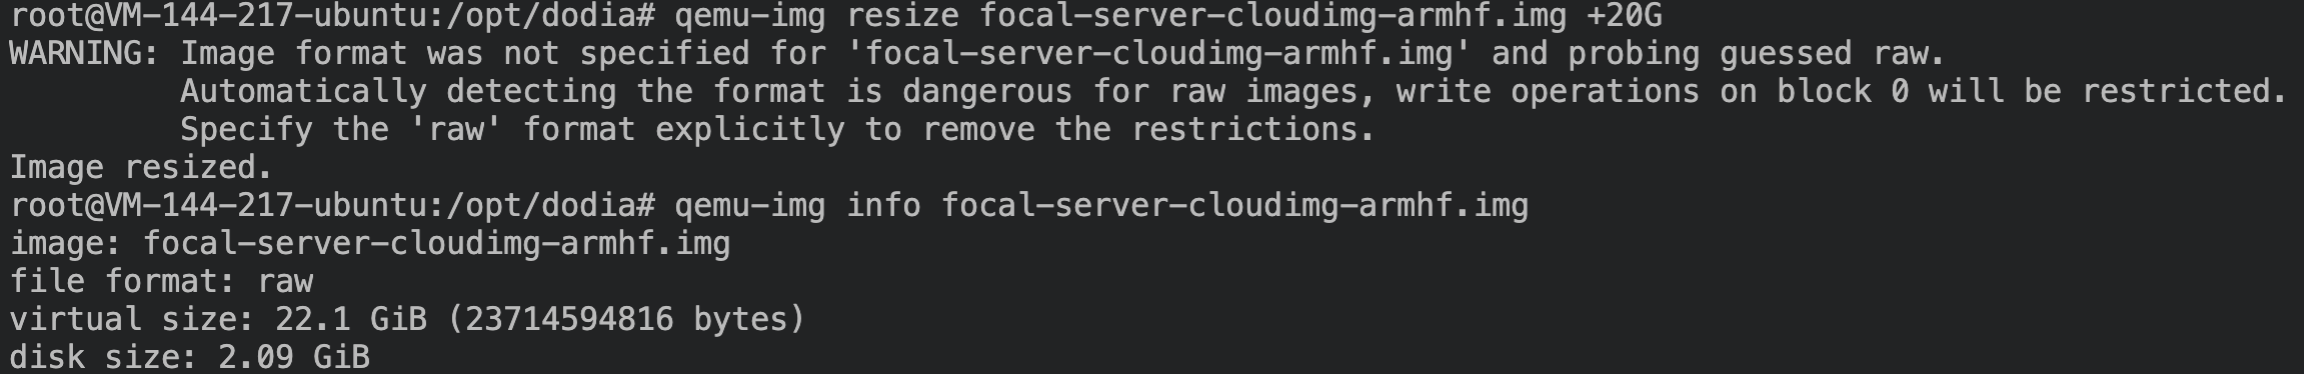 root@VM-144-217-ubuntu:/opt/dodia# qemu-img resize focal-server-cloudimg-armhf.img +20G
WARNING: Image format was not specified for 'focal-server-cloudimg-armhf.img' and probing guessed raw.
         Automatically detecting the format is dangerous for raw images, write operations on block 0 will be restricted.
         Specify the 'raw' format explicitly to remove the restrictions.
Image resized.
root@VM-144-217-ubuntu:/opt/dodia# qemu-img info focal-server-cloudimg-armhf.img
image: focal-server-cloudimg-armhf.img
file format: raw
virtual size: 22.1 GiB (23714594816 bytes)
disk size: 2.09 GiB